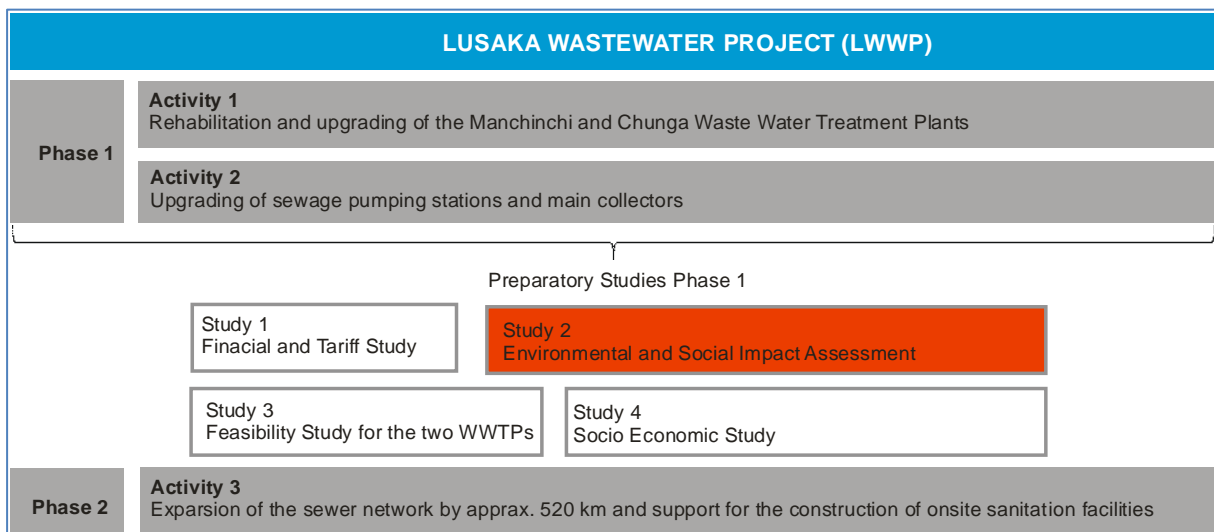 LUSAKA WASTEWATER PROJECT (LWWP)
Phase 1
Activity 1
Rehabilitation and upgrading of the Manchinchi and Chunga Waste Water Treatment Plants
Activity 2
Upgrading of sewage pumping stations and main collectors
Preparatory Studies Phase 1
Study 1
Finacial and Tariff Study
Study 2
Environmental and Social Impact Assessment
Study 3
Feasibility Study for the two WWTPs
Study 4
Socio Economic Study
Phase 2
Activity 3
Exparsion of the sewer network by apprax. 520 km and support for the construction of onsite sanitation facilities